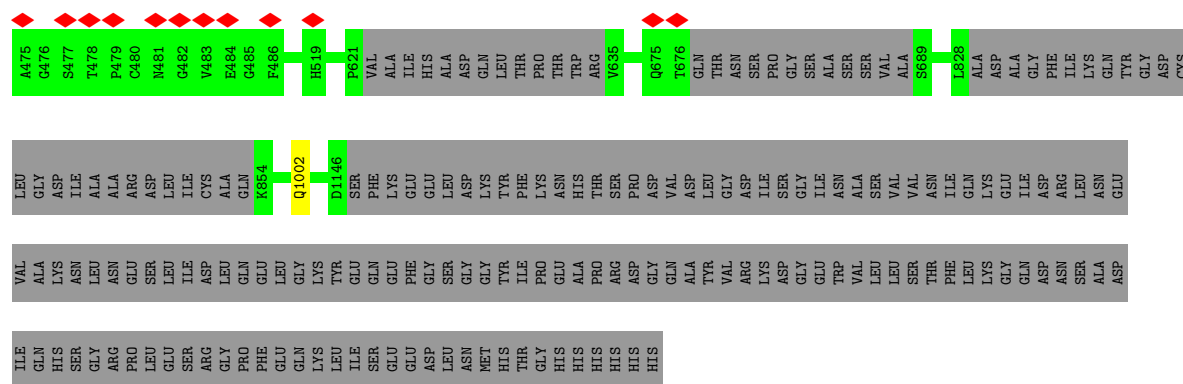 A475 G476 S477 T478 P479 C480 N481 G482 V483 E484 G485 F486 H519 P621 VAL ALA ILE HIS ALA ASP GLN LEU THR PRO THR TRP ARG V635 Q675 T676 GLN THR ASN SER PRO GLY SER ALA SER SER VAL ALA S689 L828 ALA ASP ALA GLY PHE ILE LYS GLN TYR GLY ASP CYS
LEU GLY ASP ILE ALA ALA ARG ASP LEU ILE CYS ALA GLN K854 Q1002 D1146 SER PHE LYS GLU GLU LEU ASP LYS TYR PHE LYS ASN HIS THR SER PRO ASP VAL ASP LEU GLY ASP ILE SER GLY ILE ASN ALA SER VAL VAL ASN ILE GLN LYS GLU ILE ASP ARG LEU ASN GLU
VAL ALA LYS ASN LEU ASN GLU SER LEU ILE ASP LEU GLN GLU LEU GLY LYS TYR GLU GLN GLU PHE GLY SER GLY GLY TYR ILE PRO GLU ALA PRO ARG ASP GLY GLN ALA TYR VAL ARG LYS ASP GLY GLU TRP VAL LEU LEU SER THR PHE LEU LYS GLY GLN ASP ASN SER ALA ASP
ILE GLN HIS SER GLY ARG PRO LEU GLU SER ARG GLY PRO PHE GLU GLN LYS LEU ILE SER GLU GLU ASP LEU ASN MET HIS THR GLY HIS HIS HIS HIS HIS HIS